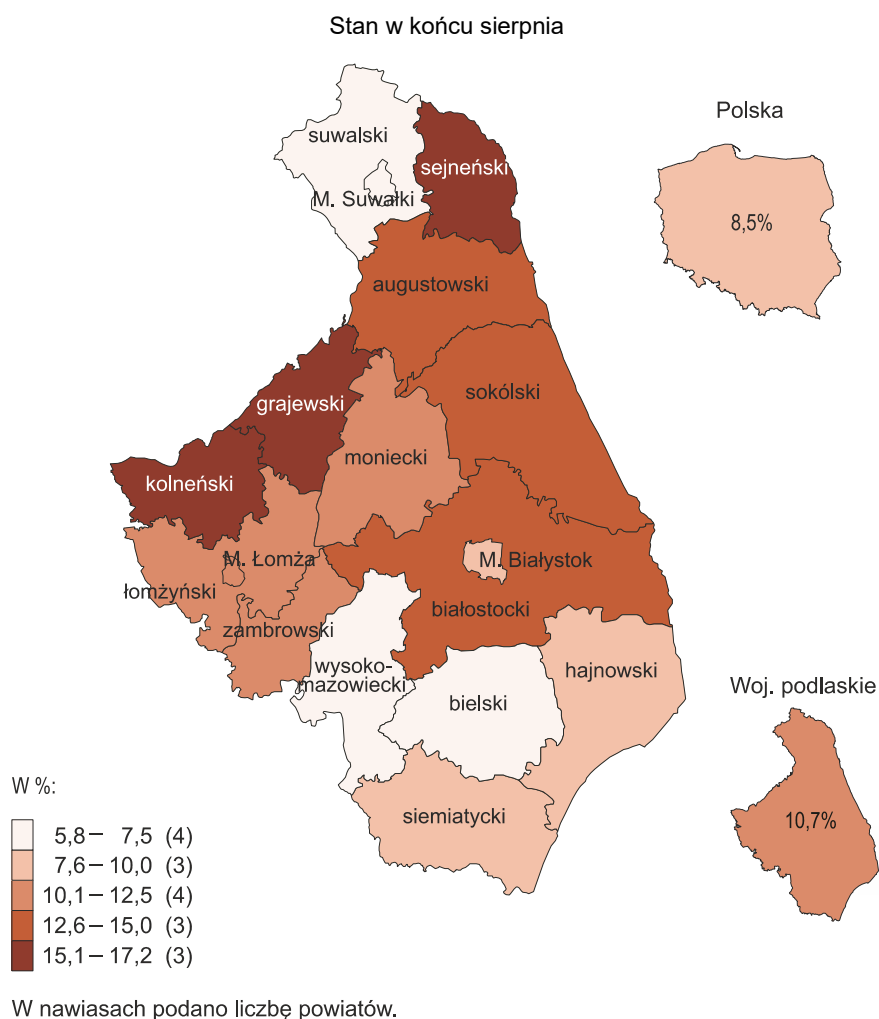 Stan w końcu sierpnia
Polska
suwalski
sejneński
M. Suwałki
8,5%
augustowski
sokólski
grajewski
moniecki
kolneński
M. Łomża
M. Białystok
łomżyński
białostocki
zambrowski
wysoko-
mazowiecki
hajnowski
bielski
Woj. podlaskie
siemiatycki
10,7%
W %:
5,8 – 7,5 (4)
7,6 – 10,0 (3)
10,1 – 12,5 (4)
12,6 – 15,0 (3)
15,1 – 17,2 (3)
W nawiasach podano liczbę powiatów.